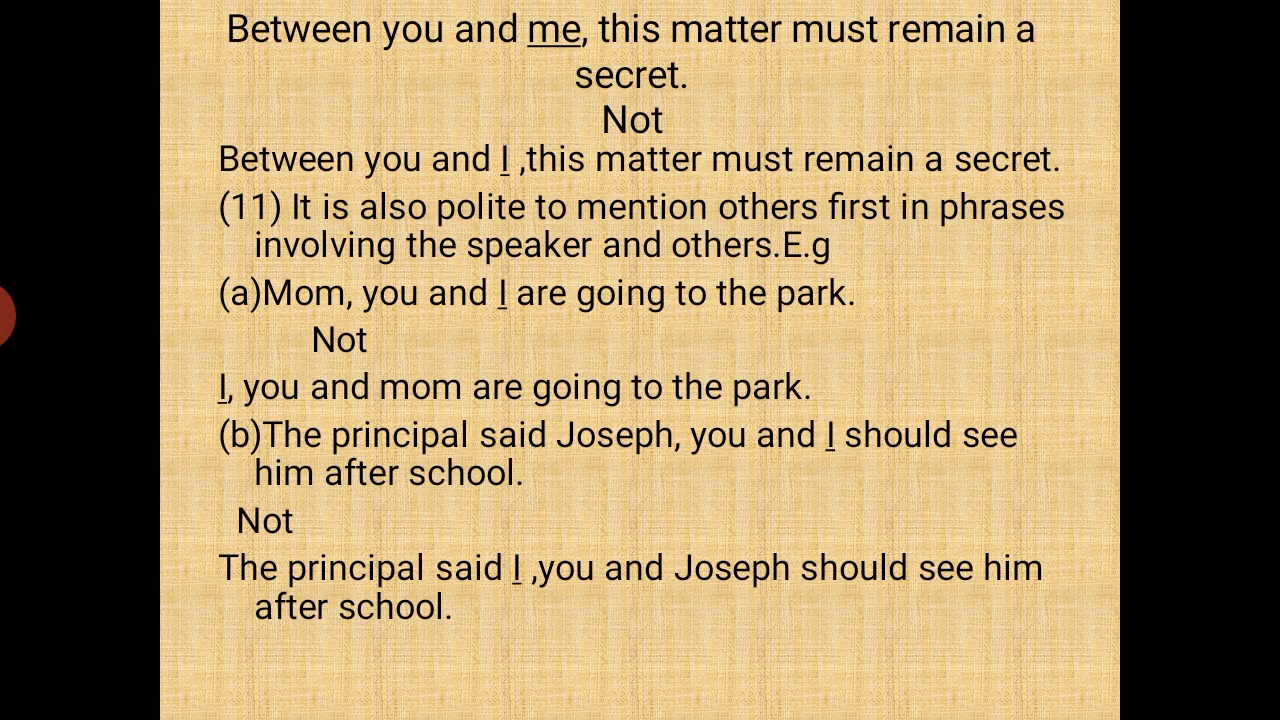 Between you and me, this matter must remain a
secret.
Not
Between you and I ,this matter must remain a secret.
(11) It is also polite to mention others first in phrases
involving the speaker and others.E.g
(a)Mom, you and I are going to the park.
Not
I, you and mom are going to the park.
(b)The principal said Joseph, you and I should see
him after school.
Not
The principal said I ,you and Joseph should see him
after school.